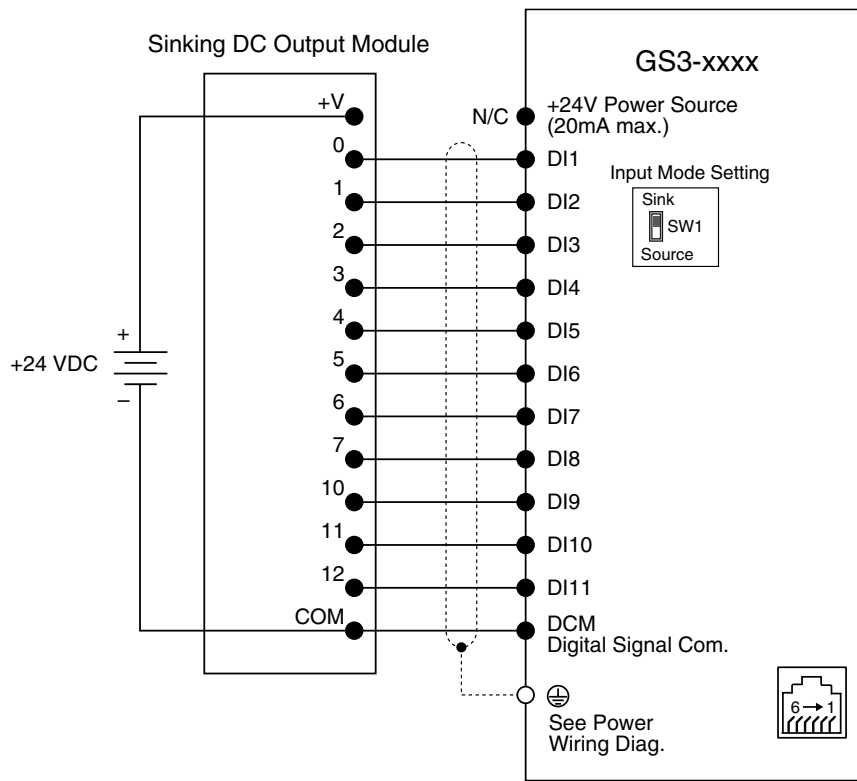 Sinking DC Output Module
GS3-xxxx
+V
N/C
+24V Power Source
(20mA max.)
0
DI1
Input Mode Setting
Sink
SW1
Source
1
DI2
2
DI3
3
DI4
4
DI5
+
+24 VDC
–
5
DI6
6
DI7
7
DI8
10
DI9
11
DI10
12
DI11
COM
DCM
Digital Signal Com.
See Power
Wiring Diag.
6→1